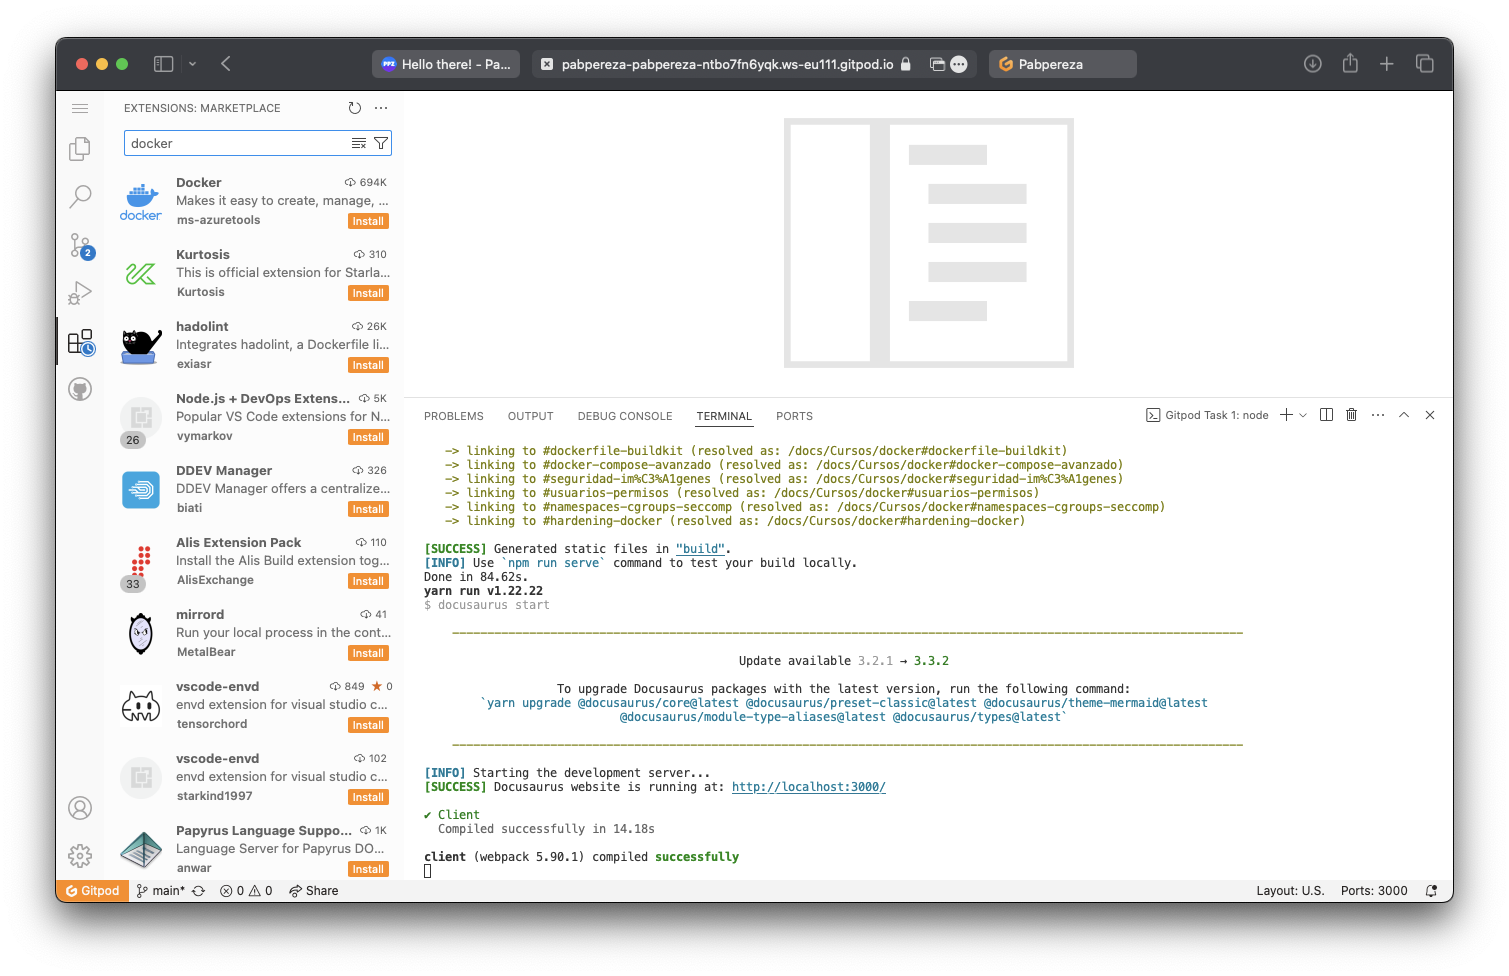 Hello there! - Pa...
pabpereza-pabpereza-ntbo7fn6yqk.ws-eu111.gitpod.io
Pabpereza
EXTENSIONS: MARKETPLACE
docker
Docker 694K
Makes it easy to create, manage, ...
ms-azuretools Install
Kurtosis 310
This is official extension for Starla...
Kurtosis Install
hadolint 26K
Integrates hadolint, a Dockerfile li...
exiasr Install
Node.js + DevOps Extens... 5K
Popular VS Code extensions for N...
26 vymarkov Install
DDEV Manager 326
DDEV Manager offers a centralize...
biati Install
Alis Extension Pack 110
Install the Alis Build extension tog...
33 AlisExchange Install
mirrord 41
Run your local process in the cont...
MetalBear Install
vscode-envd 849 ★ 0
envd extension for visual studio c...
tensorchord Install
vscode-envd 102
envd extension for visual studio c...
starkind1997 Install
Papyrus Language Suppo... 1K
Language Server for Papyrus DO...
anwar Install
2
PROBLEMS OUTPUT DEBUG CONSOLE TERMINAL PORTS
Gitpod Task 1: node
-> linking to #dockerfile-buildkit (resolved as: /docs/Cursos/docker#dockerfile-buildkit)
-> linking to #docker-compose-avanzado (resolved as: /docs/Cursos/docker#docker-compose-avanzado)
-> linking to #seguridad-im%C3%A1genes (resolved as: /docs/Cursos/docker#seguridad-im%C3%A1genes)
-> linking to #usuarios-permisos (resolved as: /docs/Cursos/docker#usuarios-permisos)
-> linking to #namespaces-cgroups-seccomp (resolved as: /docs/Cursos/docker#namespaces-cgroups-seccomp)
-> linking to #hardening-docker (resolved as: /docs/Cursos/docker#hardening-docker)
[SUCCESS] Generated static files in "build".
[INFO] Use `npm run serve` command to test your build locally.
Done in 84.62s.
yarn run v1.22.22
$ docusaurus start
Update available 3.2.1 → 3.3.2
To upgrade Docusaurus packages with the latest version, run the following command:
`yarn upgrade @docusaurus/core@latest @docusaurus/preset-classic@latest @docusaurus/theme-mermaid@latest
@docusaurus/module-type-aliases@latest @docusaurus/types@latest`
[INFO] Starting the development server...
[SUCCESS] Docusaurus website is running at: http://localhost:3000/
✔ Client
Compiled successfully in 14.18s
client (webpack 5.90.1) compiled successfully
Gitpod main* 0 0 Share
Layout: U.S. Ports: 3000